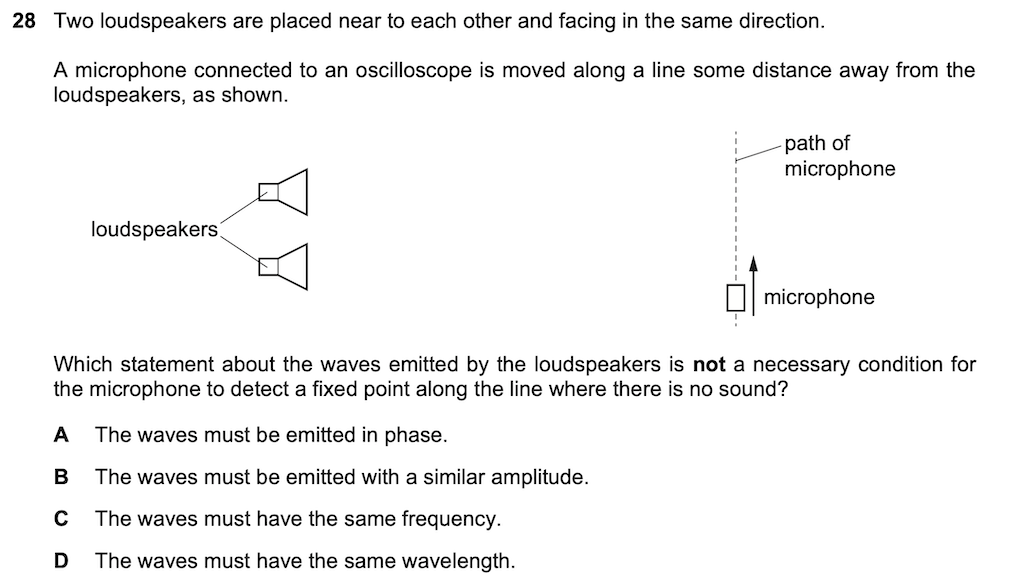 28 Two loudspeakers are placed near to each other and facing in the same direction.
A microphone connected to an oscilloscope is moved along a line some distance away from the
loudspeakers, as shown.
path of
microphone
loudspeakers
microphone
Which statement about the waves emitted by the loudspeakers is not a necessary condition for
the microphone to detect a fixed point along the line where there is no sound?
A The waves must be emitted in phase.
B The waves must be emitted with a similar amplitude.
C The waves must have the same frequency.
D The waves must have the same wavelength.